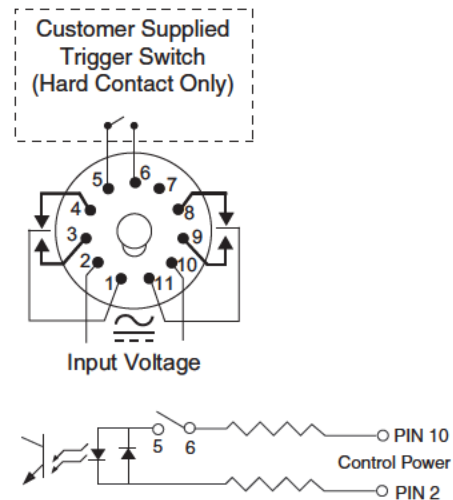 Customer Supplied
Trigger Switch
(Hard Contact Only)
5
6
7
4
8
3
9
2
10
1
11
Input Voltage
5
6
PIN 10
Control Power
PIN 2